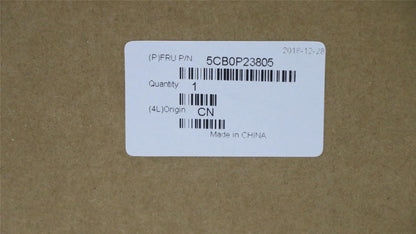 2018-12-28
(P)FRU P/N 5CB0P23805
Quantity 1
(4L)Origin CN
Made in CHINA